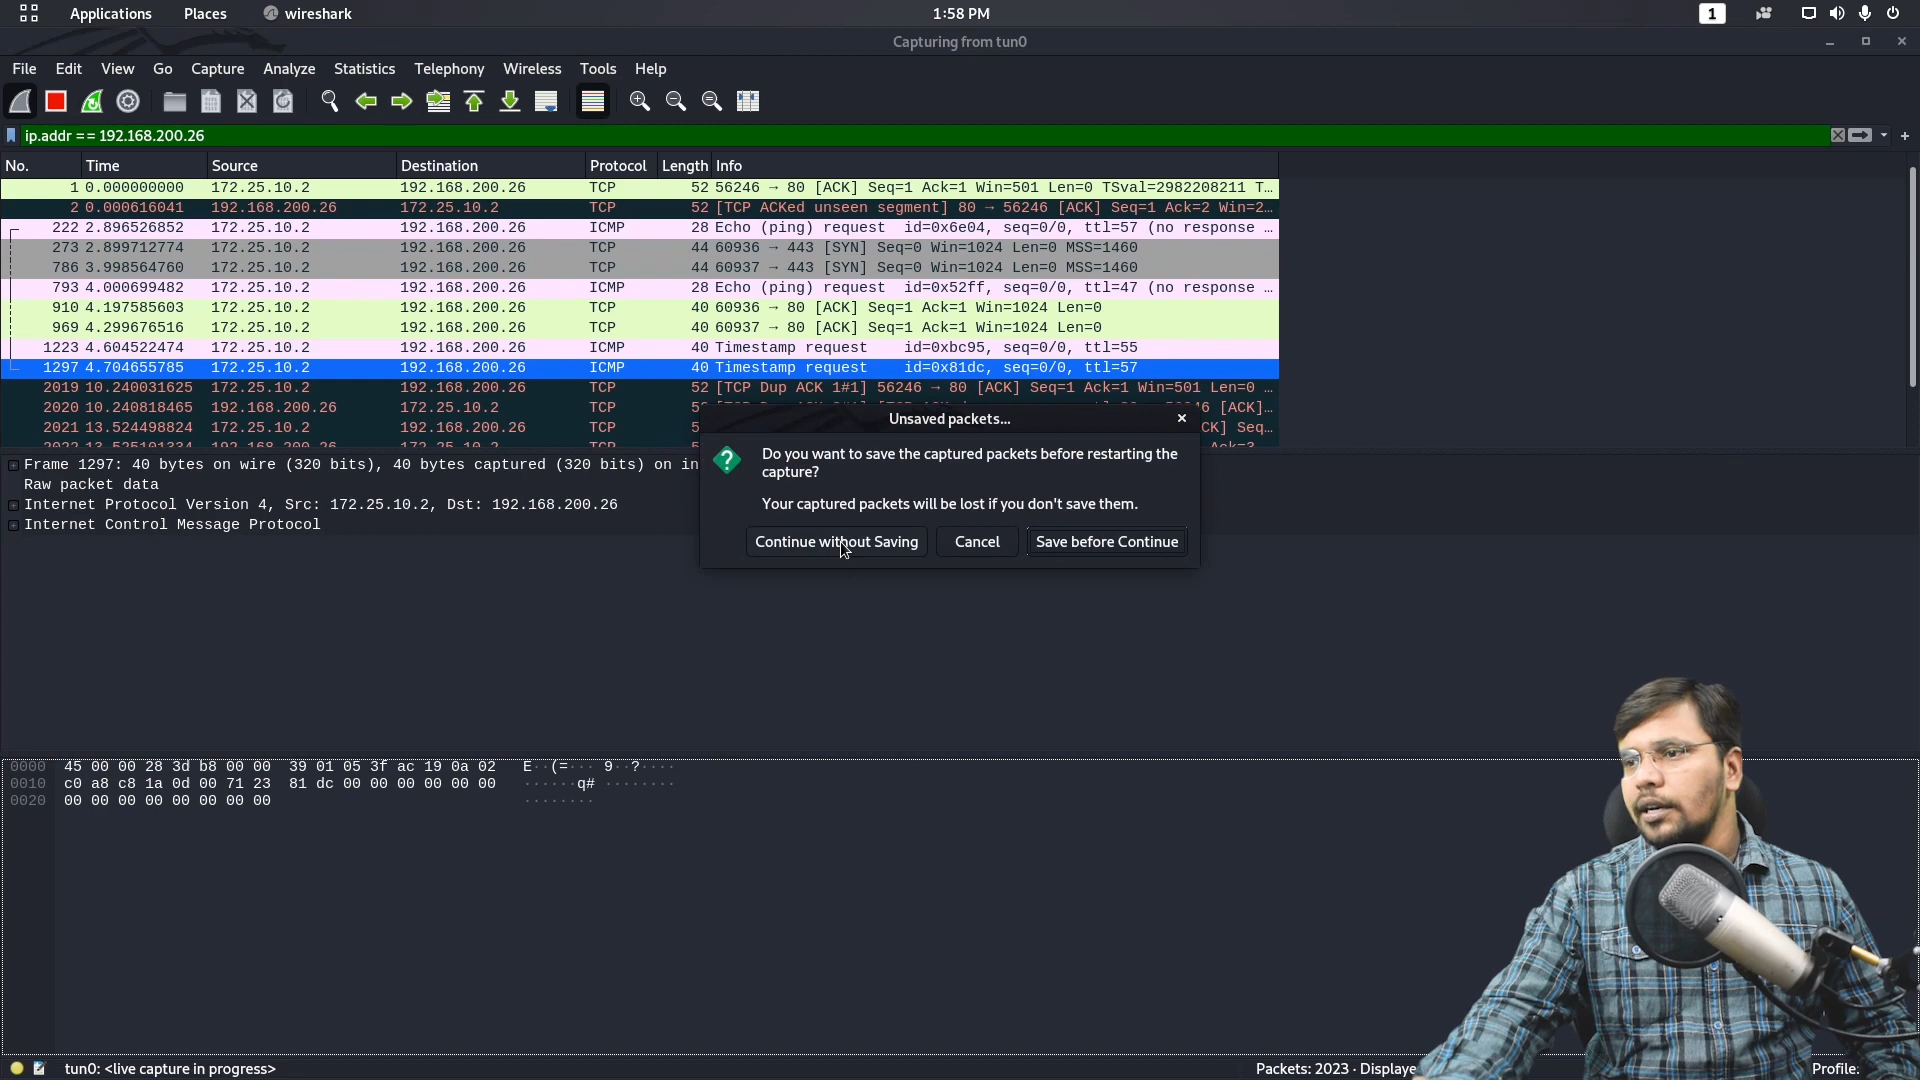 Applications Places wireshark 1:58 PM 1
Capturing from tun0
File Edit View Go Capture Analyze Statistics Telephony Wireless Tools Help
ip.addr == 192.168.200.26
No. Time Source Destination Protocol Length Info
1 0.000000000 172.25.10.2 192.168.200.26 TCP 52 56246 → 80 [ACK] Seq=1 Ack=1 Win=501 Len=0 TSval=2982208211 T…
2 0.000616041 192.168.200.26 172.25.10.2 TCP 52 [TCP ACKed unseen segment] 80 → 56246 [ACK] Seq=1 Ack=2 Win=2…
222 2.896526852 172.25.10.2 192.168.200.26 ICMP 28 Echo (ping) request id=0x6e04, seq=0/0, ttl=57 (no response …
273 2.899712774 172.25.10.2 192.168.200.26 TCP 44 60936 → 443 [SYN] Seq=0 Win=1024 Len=0 MSS=1460
786 3.998564760 172.25.10.2 192.168.200.26 TCP 44 60937 → 443 [SYN] Seq=0 Win=1024 Len=0 MSS=1460
793 4.000699482 172.25.10.2 192.168.200.26 ICMP 28 Echo (ping) request id=0x52ff, seq=0/0, ttl=47 (no response …
910 4.197585603 172.25.10.2 192.168.200.26 TCP 40 60936 → 80 [ACK] Seq=1 Ack=1 Win=1024 Len=0
969 4.299676516 172.25.10.2 192.168.200.26 TCP 40 60937 → 80 [ACK] Seq=1 Ack=1 Win=1024 Len=0
1223 4.604522474 172.25.10.2 192.168.200.26 ICMP 40 Timestamp request id=0xbc95, seq=0/0, ttl=55
1297 4.704655785 172.25.10.2 192.168.200.26 ICMP 40 Timestamp request id=0x81dc, seq=0/0, ttl=57
2019 10.240031625 172.25.10.2 192.168.200.26 TCP 52 [TCP Dup ACK 1#1] 56246 → 80 [ACK] Seq=1 Ack=1 Win=501 Len=0 …
2020 10.240818465 192.168.200.26 172.25.10.2 TCP [ACK]…
2021 13.524498824 172.25.10.2 192.168.200.26 TCP Seq…
Unsaved packets…
Do you want to save the captured packets before restarting the
capture?
Your captured packets will be lost if you don't save them.
Continue without Saving Cancel Save before Continue
Frame 1297: 40 bytes on wire (320 bits), 40 bytes captured (320 bits) on in
Raw packet data
Internet Protocol Version 4, Src: 172.25.10.2, Dst: 192.168.200.26
Internet Control Message Protocol
0000 45 00 00 28 3d b8 00 00 39 01 05 3f ac 19 0a 02 E··(=··· 9··?····
0010 c0 a8 c8 1a 0d 00 71 23 81 dc 00 00 00 00 00 00 ······q# ········
0020 00 00 00 00 00 00 00 00 ········
tun0: <live capture in progress> Packets: 2023 · Displaye Profile: